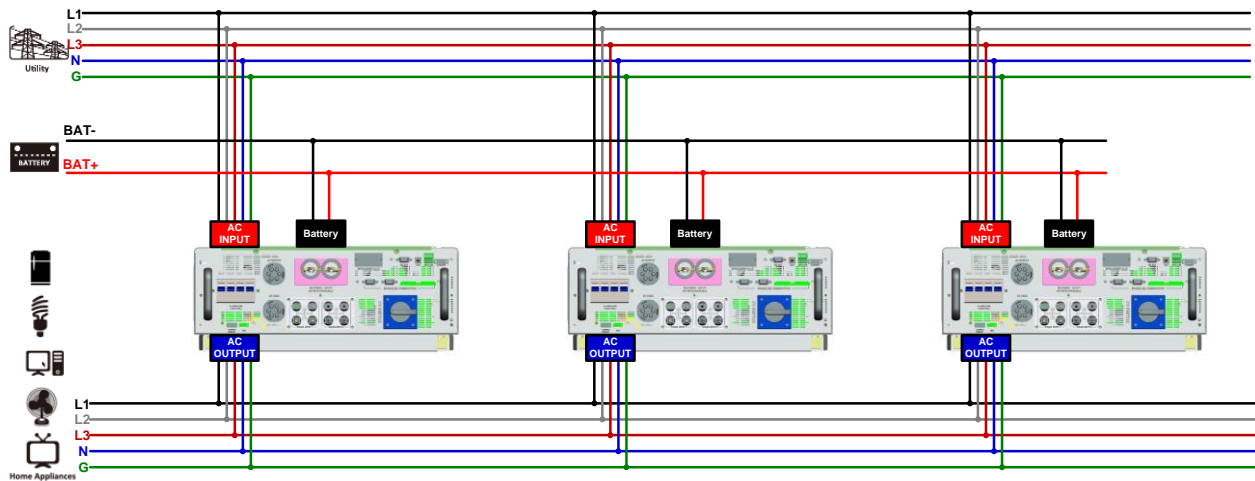 L1
L2
L3
N
G
Utility
BAT-
BAT+
BATTERY
AC
INPUT
Battery
AC
INPUT
Battery
AC
INPUT
Battery
AC
OUTPUT
AC
OUTPUT
AC
OUTPUT
L1
L2
L3
N
G
Home Appliances